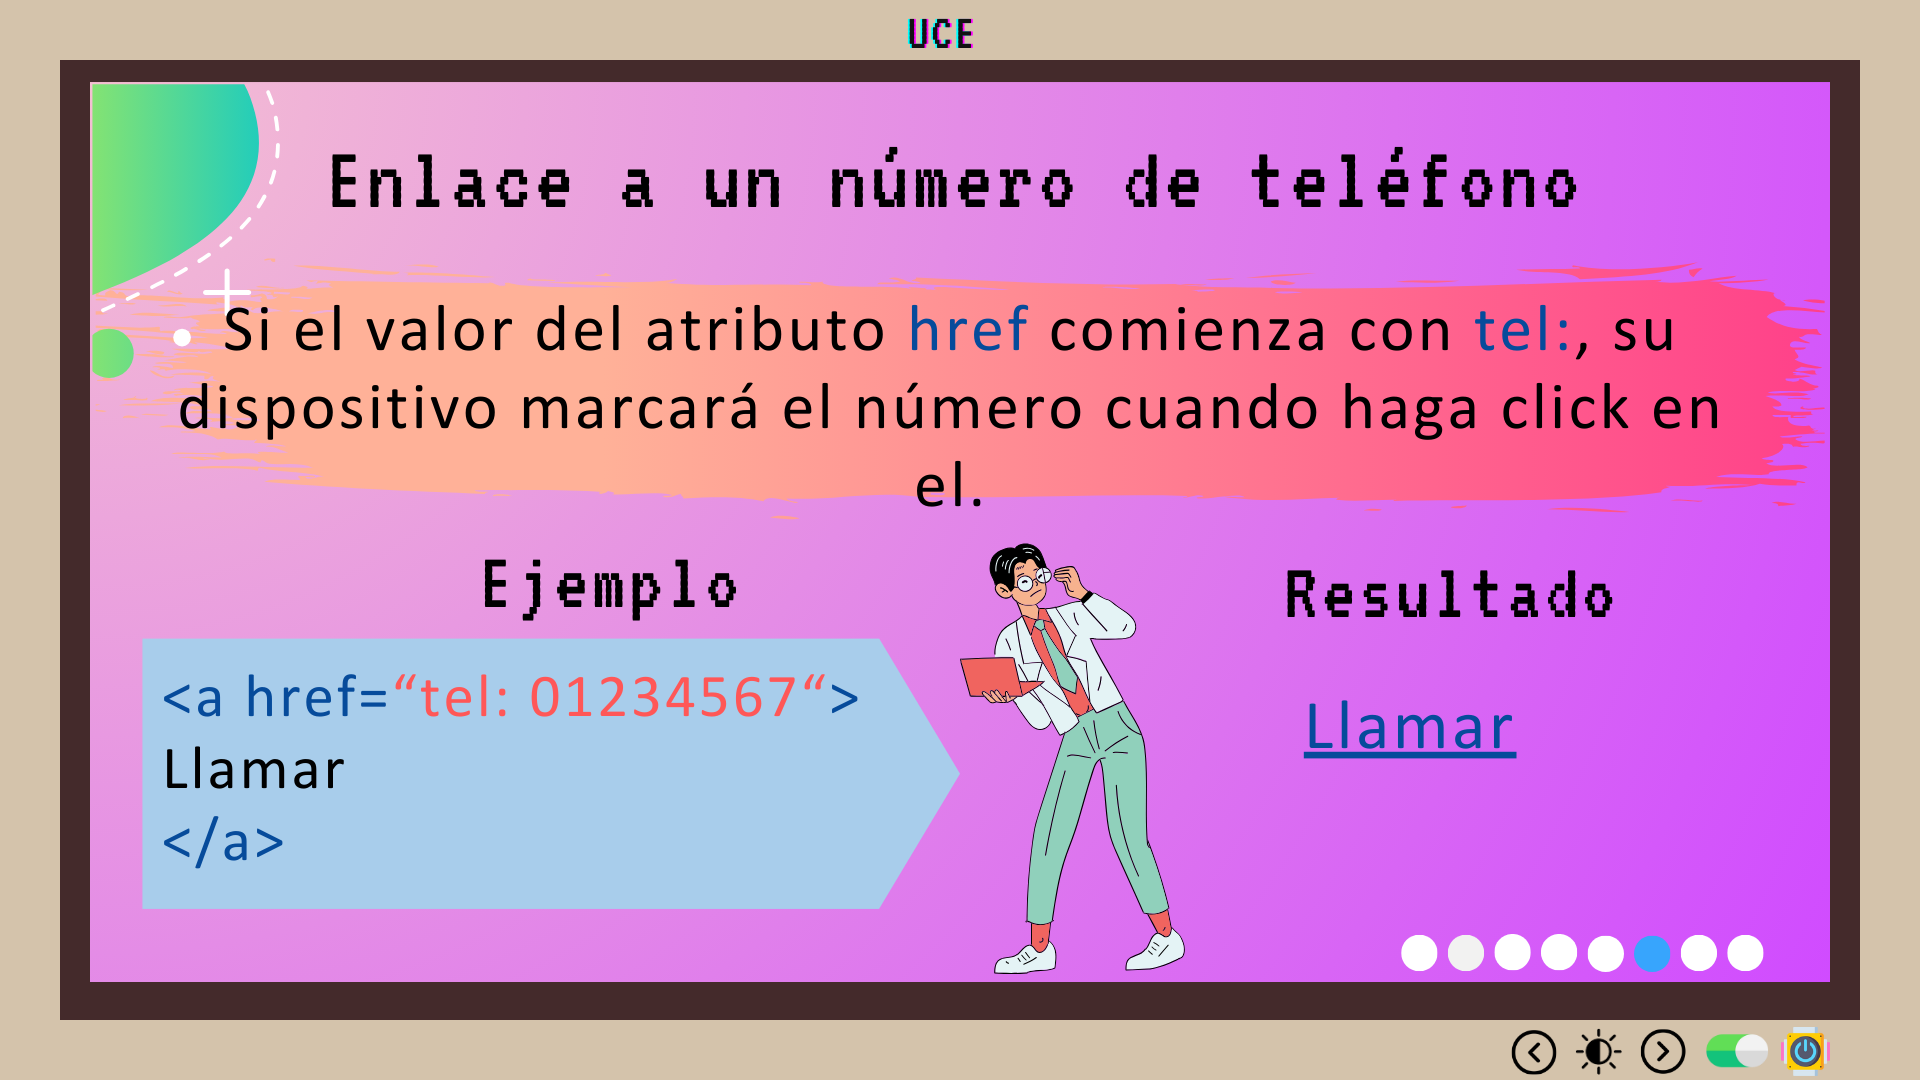 UCE
Enlace a un número de teléfono
Si el valor del atributo href comienza con tel:, su
dispositivo marcará el número cuando haga click en
el.
Ejemplo
Resultado
<a href=“tel: 01234567“>
Llamar
</a>
Llamar